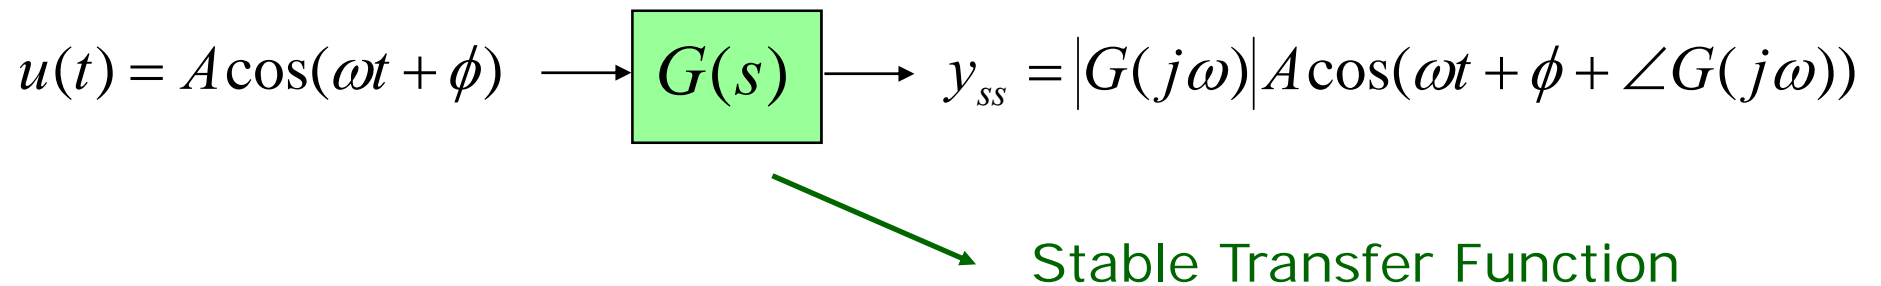 u(t) = A cos(ωt + ϕ) G(s) y_ss = |G(jω)| A cos(ωt + ϕ + ∠G(jω))
Stable Transfer Function